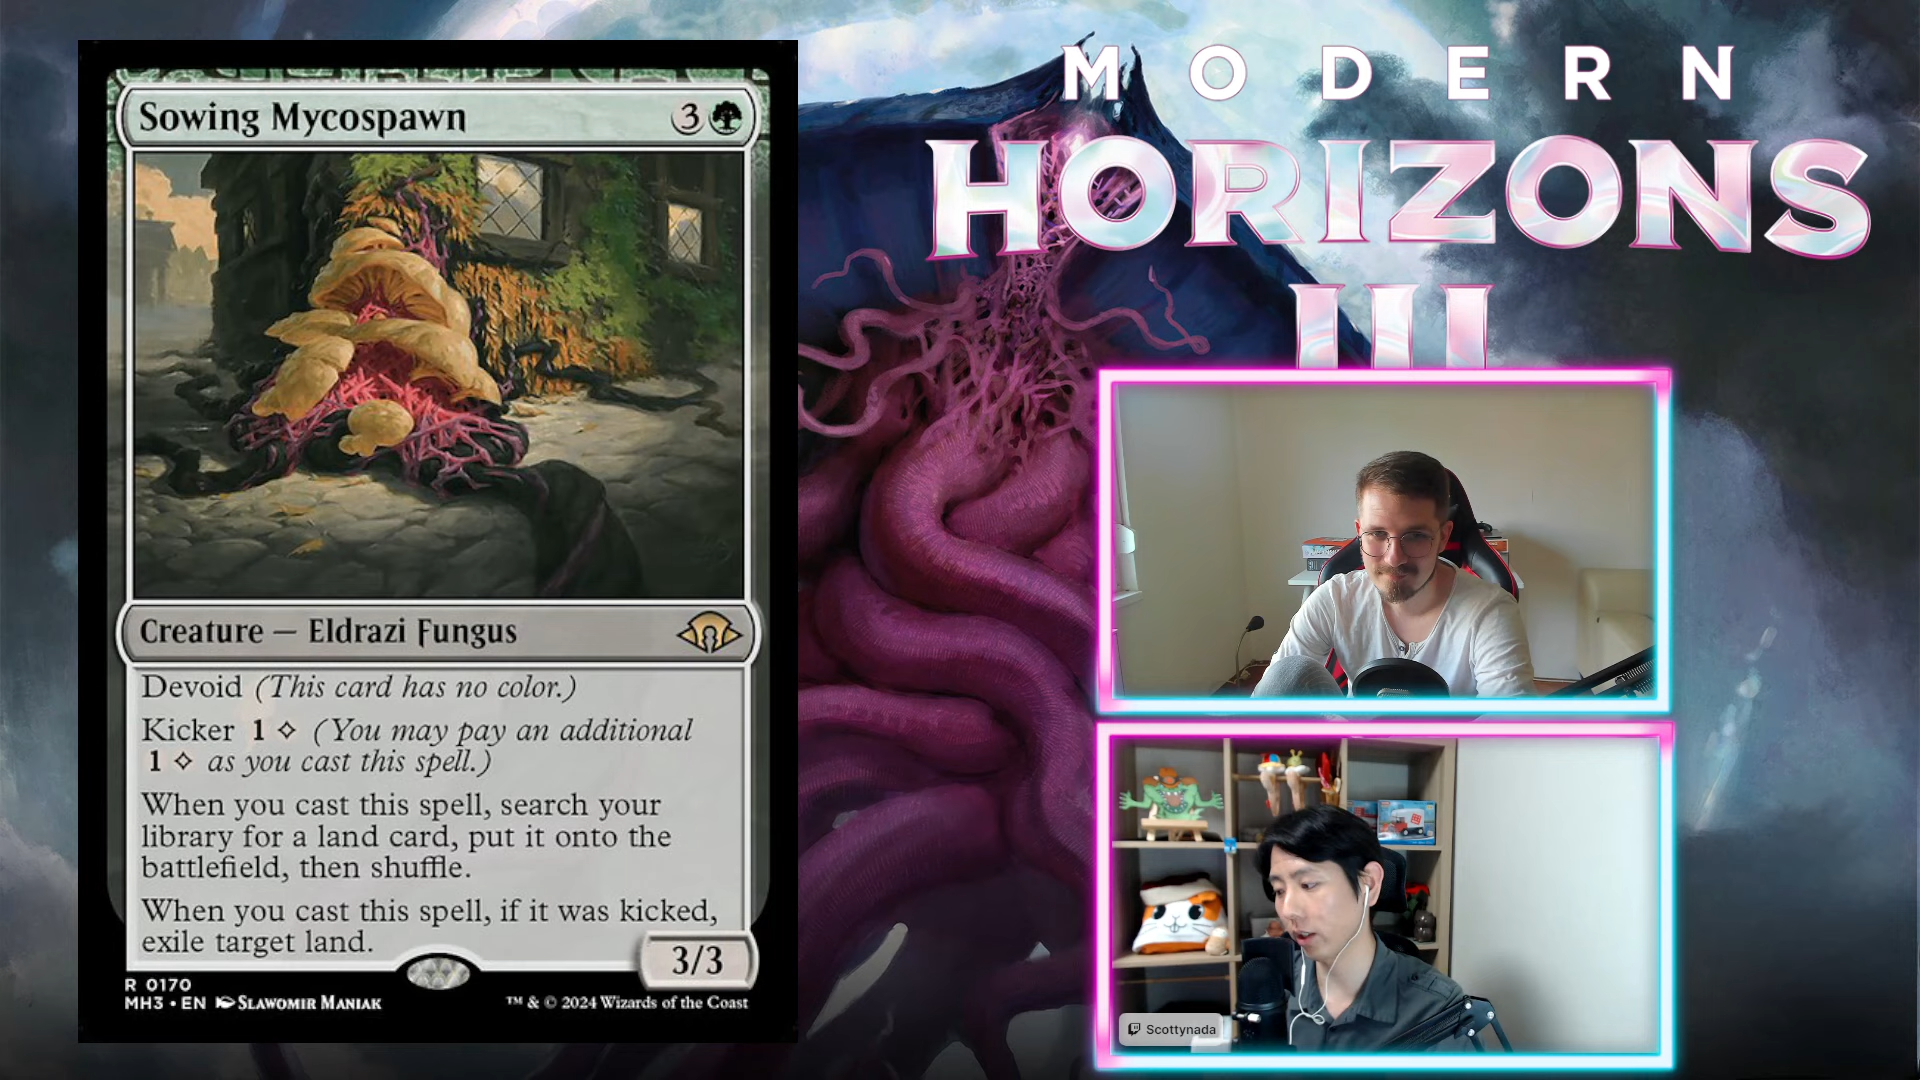 Sowing Mycospawn 3
Creature — Eldrazi Fungus
Devoid (This card has no color.)
Kicker 1 (You may pay an additional
1 as you cast this spell.)
When you cast this spell, search your
library for a land card, put it onto the
battlefield, then shuffle.
When you cast this spell, if it was kicked,
exile target land.
3/3
R 0170
MH3 • EN SLAWOMIR MANIAK
™ & © 2024 Wizards of the Coast
MODERN
HORIZONS
III
Scottynada